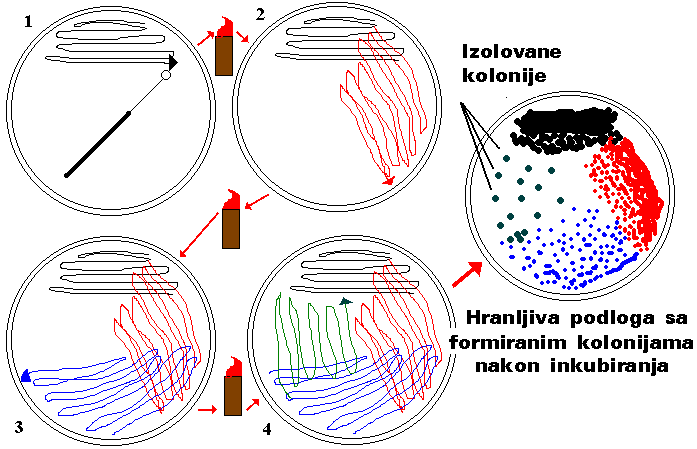 1
2
Izolovane
kolonije
Hranljiva podloga sa
formiranim kolonijama
nakon inkubiranja
3
4